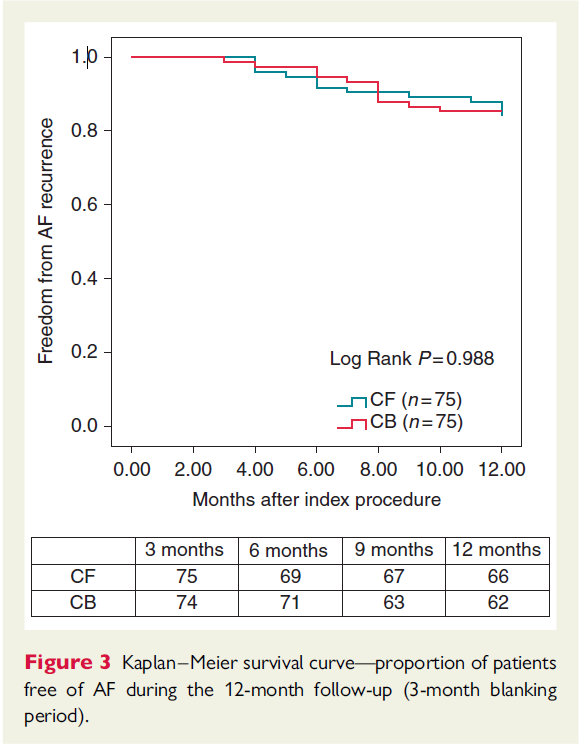 1.0
0.8
0.6
0.4
0.2
0.0
Freedom from AF recurrence
Log Rank P=0.988
CF (n=75)
CB (n=75)
0.00 2.00 4.00 6.00 8.00 10.00 12.00
Months after index procedure
3 months 6 months 9 months 12 months
CF 75 69 67 66
CB 74 71 63 62
Figure 3 Kaplan–Meier survival curve—proportion of patients
free of AF during the 12-month follow-up (3-month blanking
period).